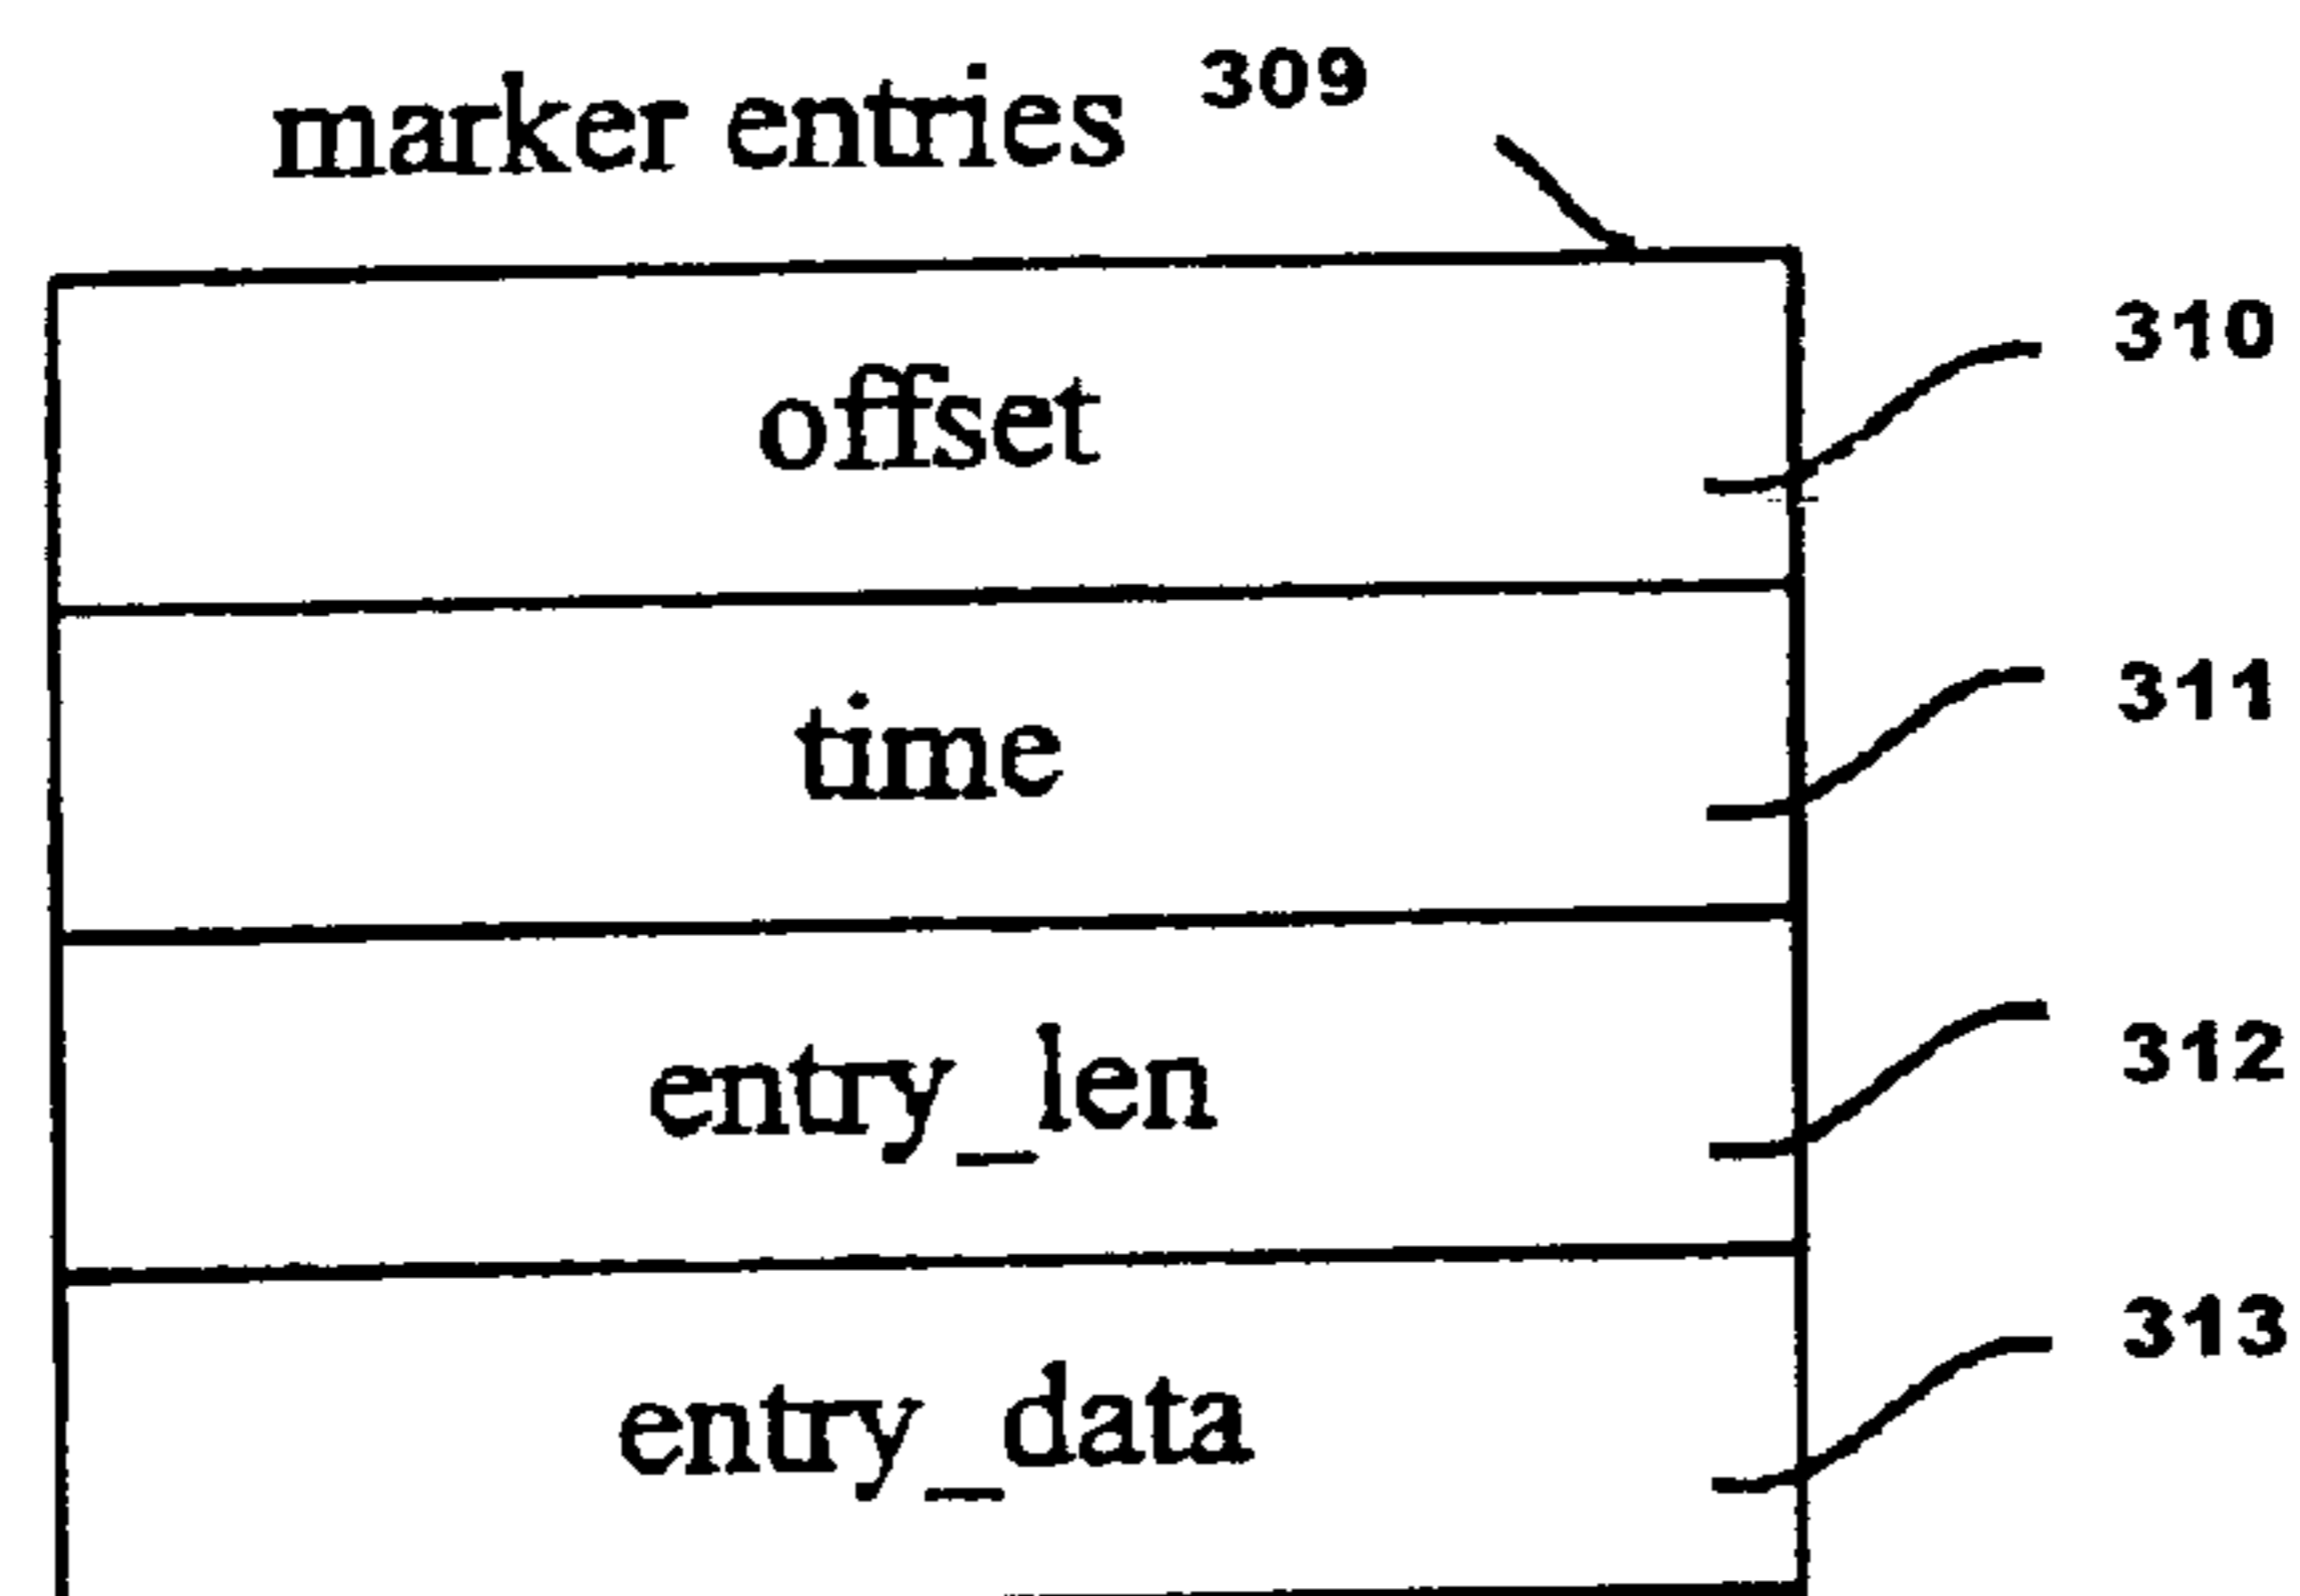 marker entries 309
offset
310
time
311
entry_len
312
entry_data
313